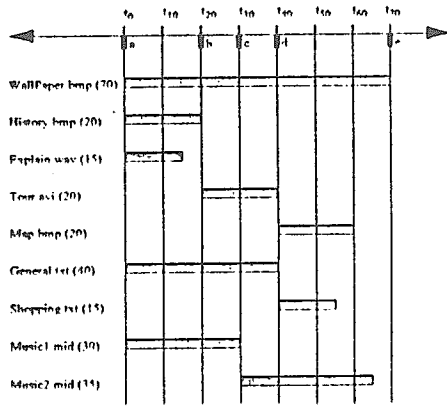 t0 t10 t20 t30 t40 t50 t60 t70
a b c d e
WallPaper bmp (70)
History bmp (20)
Explain wav (15)
Tour avi (20)
Map bmp (20)
General txt (40)
Shopping txt (15)
Music1 mid (30)
Music2 mid (35)